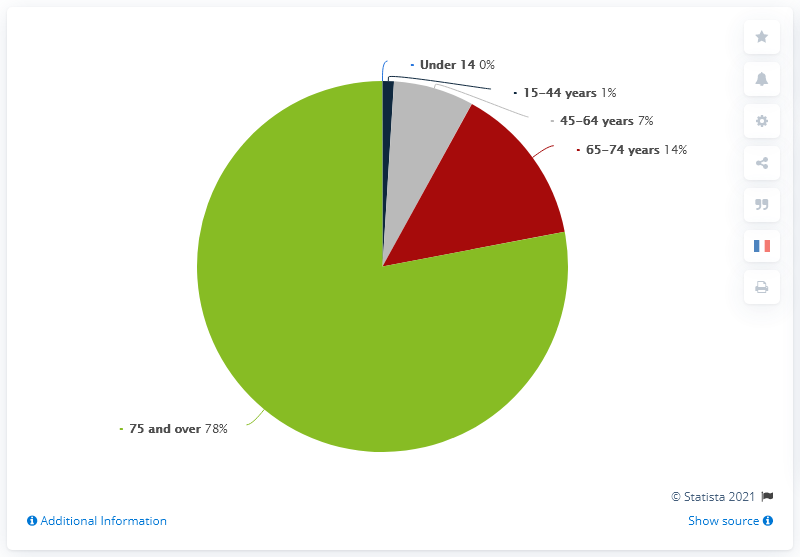 - Under 14 0%
- 15–44 years 1%
- 45–64 years 7%
- 65–74 years 14%
- 75 and over 78%
© Statista 2021
Additional Information
Show source